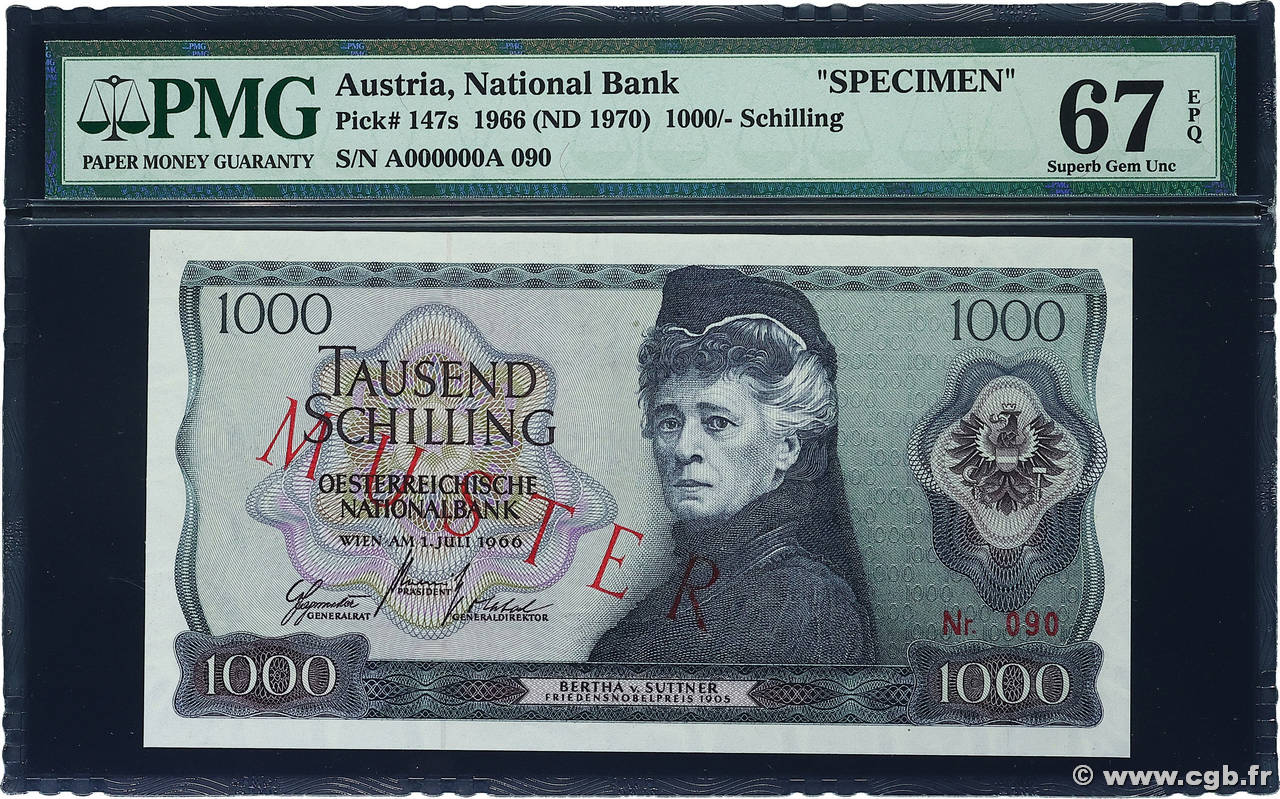 PMG
PAPER MONEY GUARANTY
Austria, National Bank "SPECIMEN"
Pick# 147s 1966 (ND 1970) 1000/- Schilling
S/N A000000A 090
67
EPQ
Superb Gem Unc
1000
1000
TAUSEND
SCHILLING
MUSTER
OESTERREICHISCHE
NATIONALBANK
WIEN AM 1. JULI 1966
PRÄSIDENT
GENERALRAT
GENERALDIREKTOR
Nr. 090
1000
1000
BERTHA v. SUTTNER
FRIEDENSNOBELPREIS 1905
© www.cgb.fr